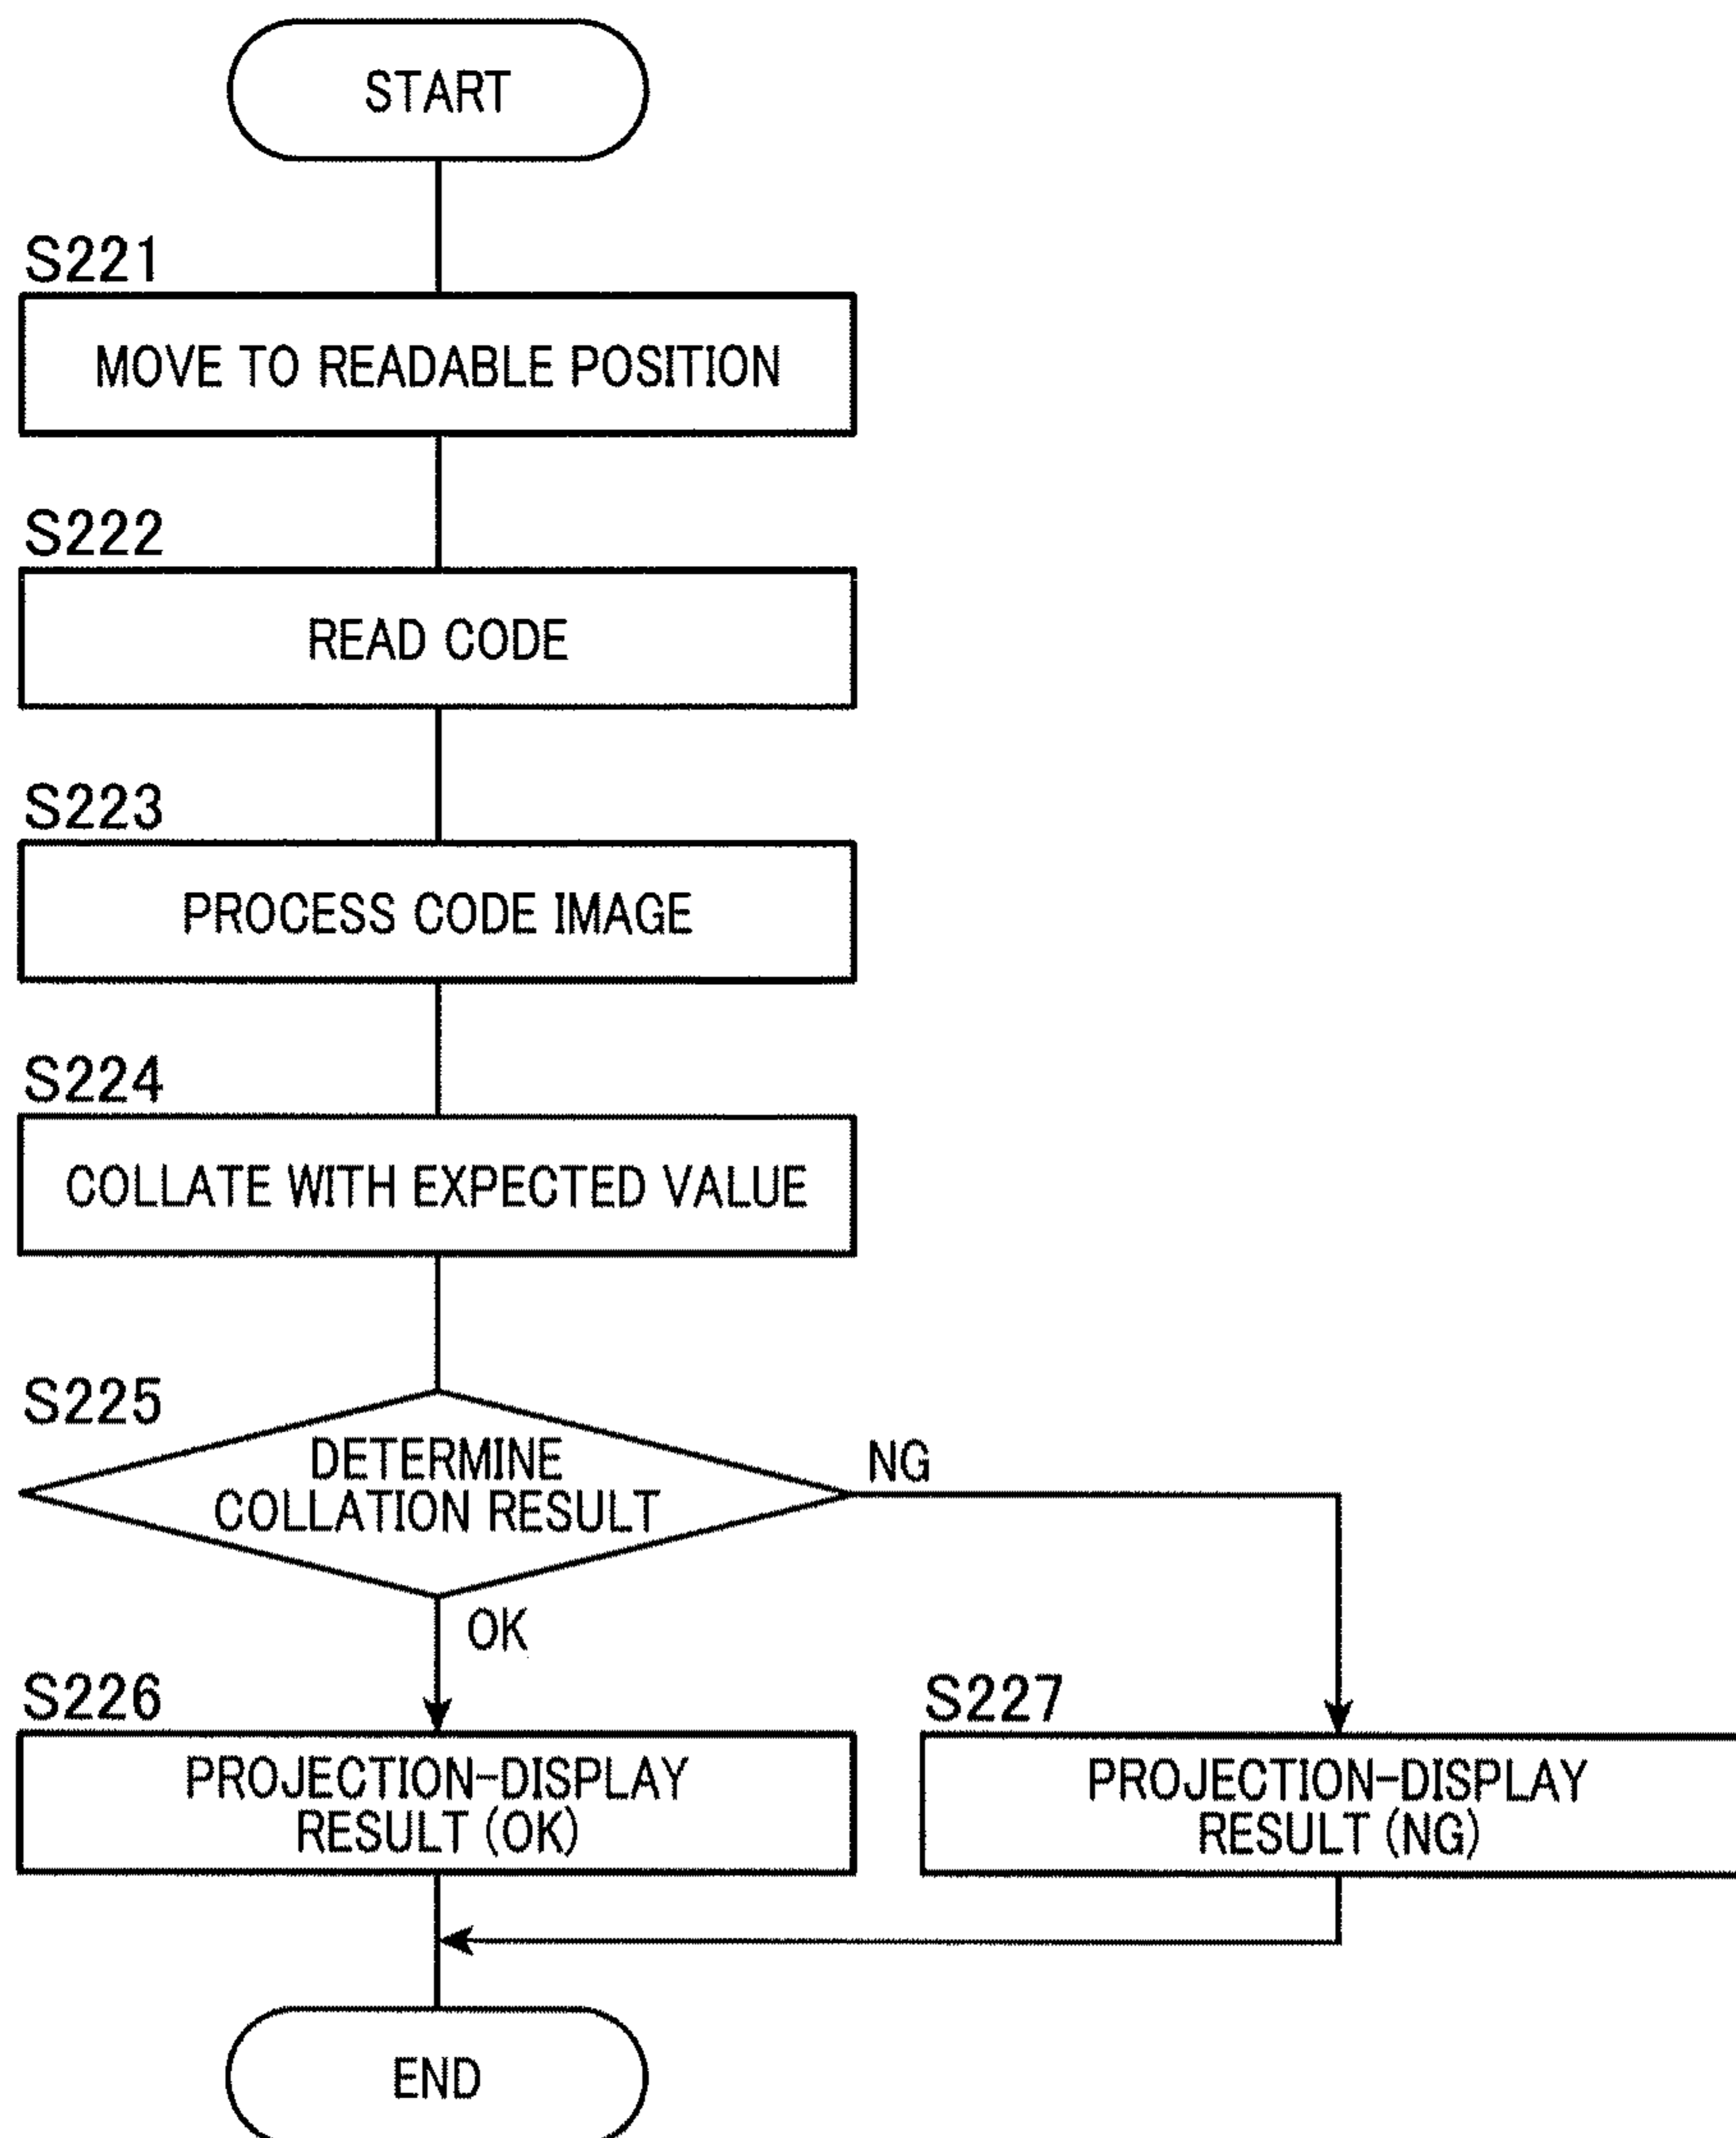 START
S221
MOVE TO READABLE POSITION
S222
READ CODE
S223
PROCESS CODE IMAGE
S224
COLLATE WITH EXPECTED VALUE
S225
DETERMINE
COLLATION RESULT
NG
OK
S226
PROJECTION-DISPLAY
RESULT (OK)
S227
PROJECTION-DISPLAY
RESULT (NG)
END